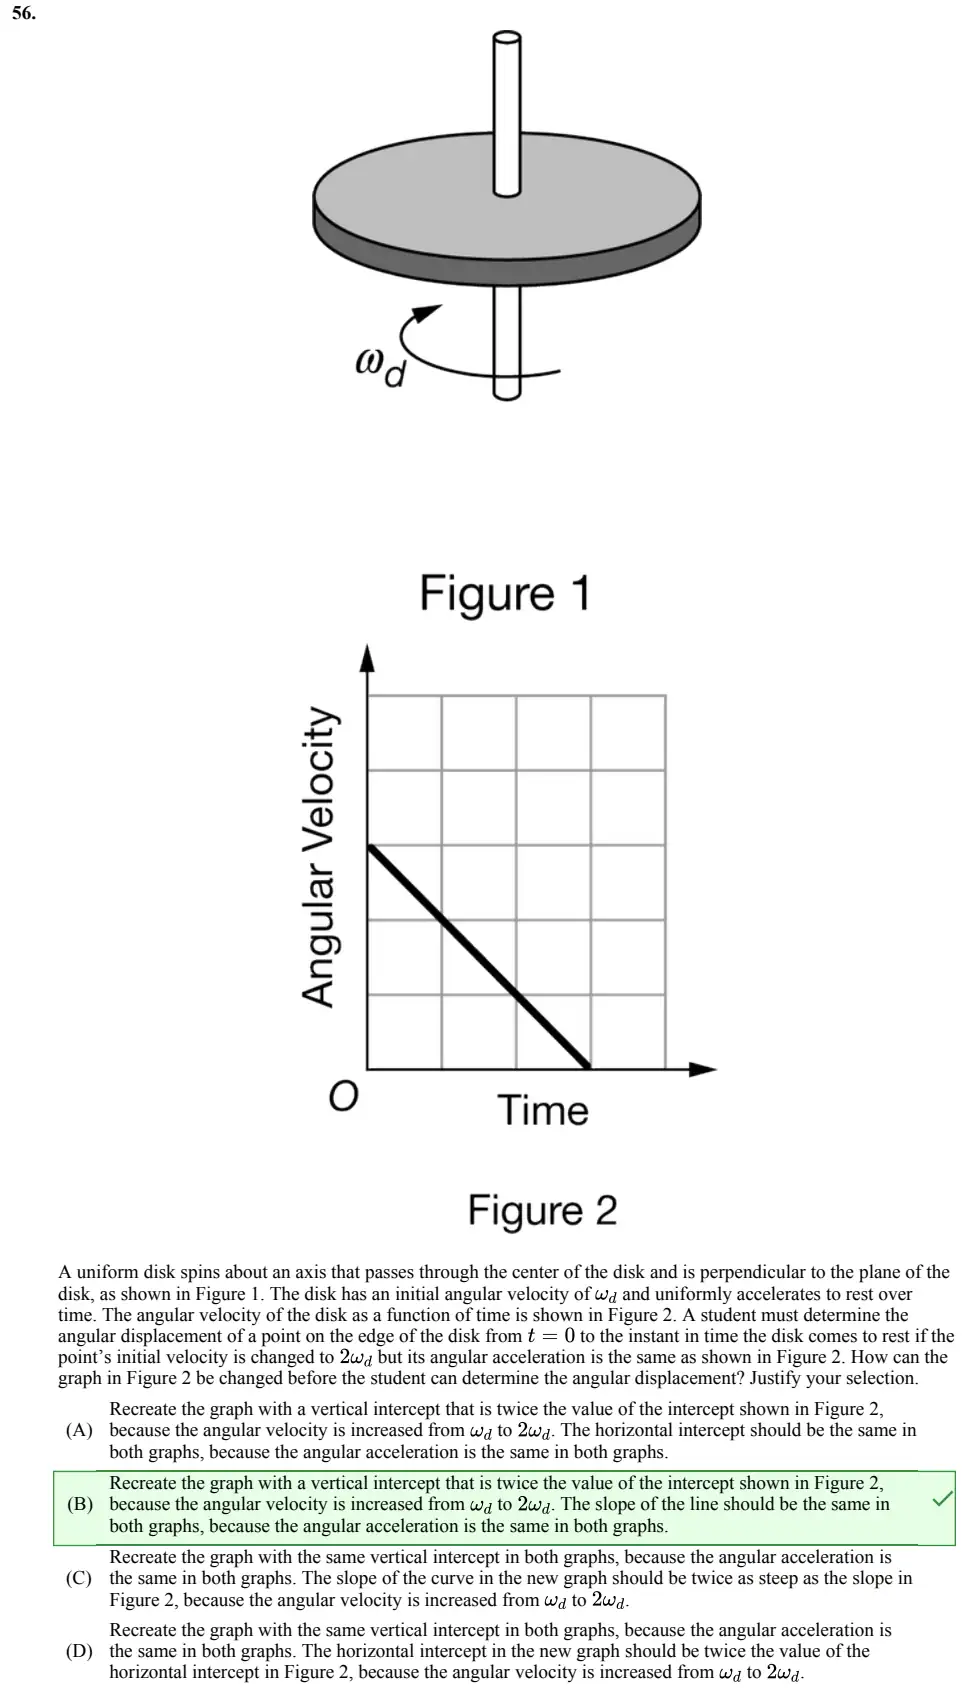 56.
ωd
Figure 1
Angular Velocity
O
Time
Figure 2
A uniform disk spins about an axis that passes through the center of the disk and is perpendicular to the plane of the
disk, as shown in Figure 1. The disk has an initial angular velocity of ωd and uniformly accelerates to rest over
time. The angular velocity of the disk as a function of time is shown in Figure 2. A student must determine the
angular displacement of a point on the edge of the disk from t = 0 to the instant in time the disk comes to rest if the
point's initial velocity is changed to 2ωd but its angular acceleration is the same as shown in Figure 2. How can the
graph in Figure 2 be changed before the student can determine the angular displacement? Justify your selection.
Recreate the graph with a vertical intercept that is twice the value of the intercept shown in Figure 2,
(A) because the angular velocity is increased from ωd to 2ωd. The horizontal intercept should be the same in
both graphs, because the angular acceleration is the same in both graphs.
Recreate the graph with a vertical intercept that is twice the value of the intercept shown in Figure 2,
(B) because the angular velocity is increased from ωd to 2ωd. The slope of the line should be the same in
both graphs, because the angular acceleration is the same in both graphs.
Recreate the graph with the same vertical intercept in both graphs, because the angular acceleration is
(C) the same in both graphs. The slope of the curve in the new graph should be twice as steep as the slope in
Figure 2, because the angular velocity is increased from ωd to 2ωd.
Recreate the graph with the same vertical intercept in both graphs, because the angular acceleration is
(D) the same in both graphs. The horizontal intercept in the new graph should be twice the value of the
horizontal intercept in Figure 2, because the angular velocity is increased from ωd to 2ωd.